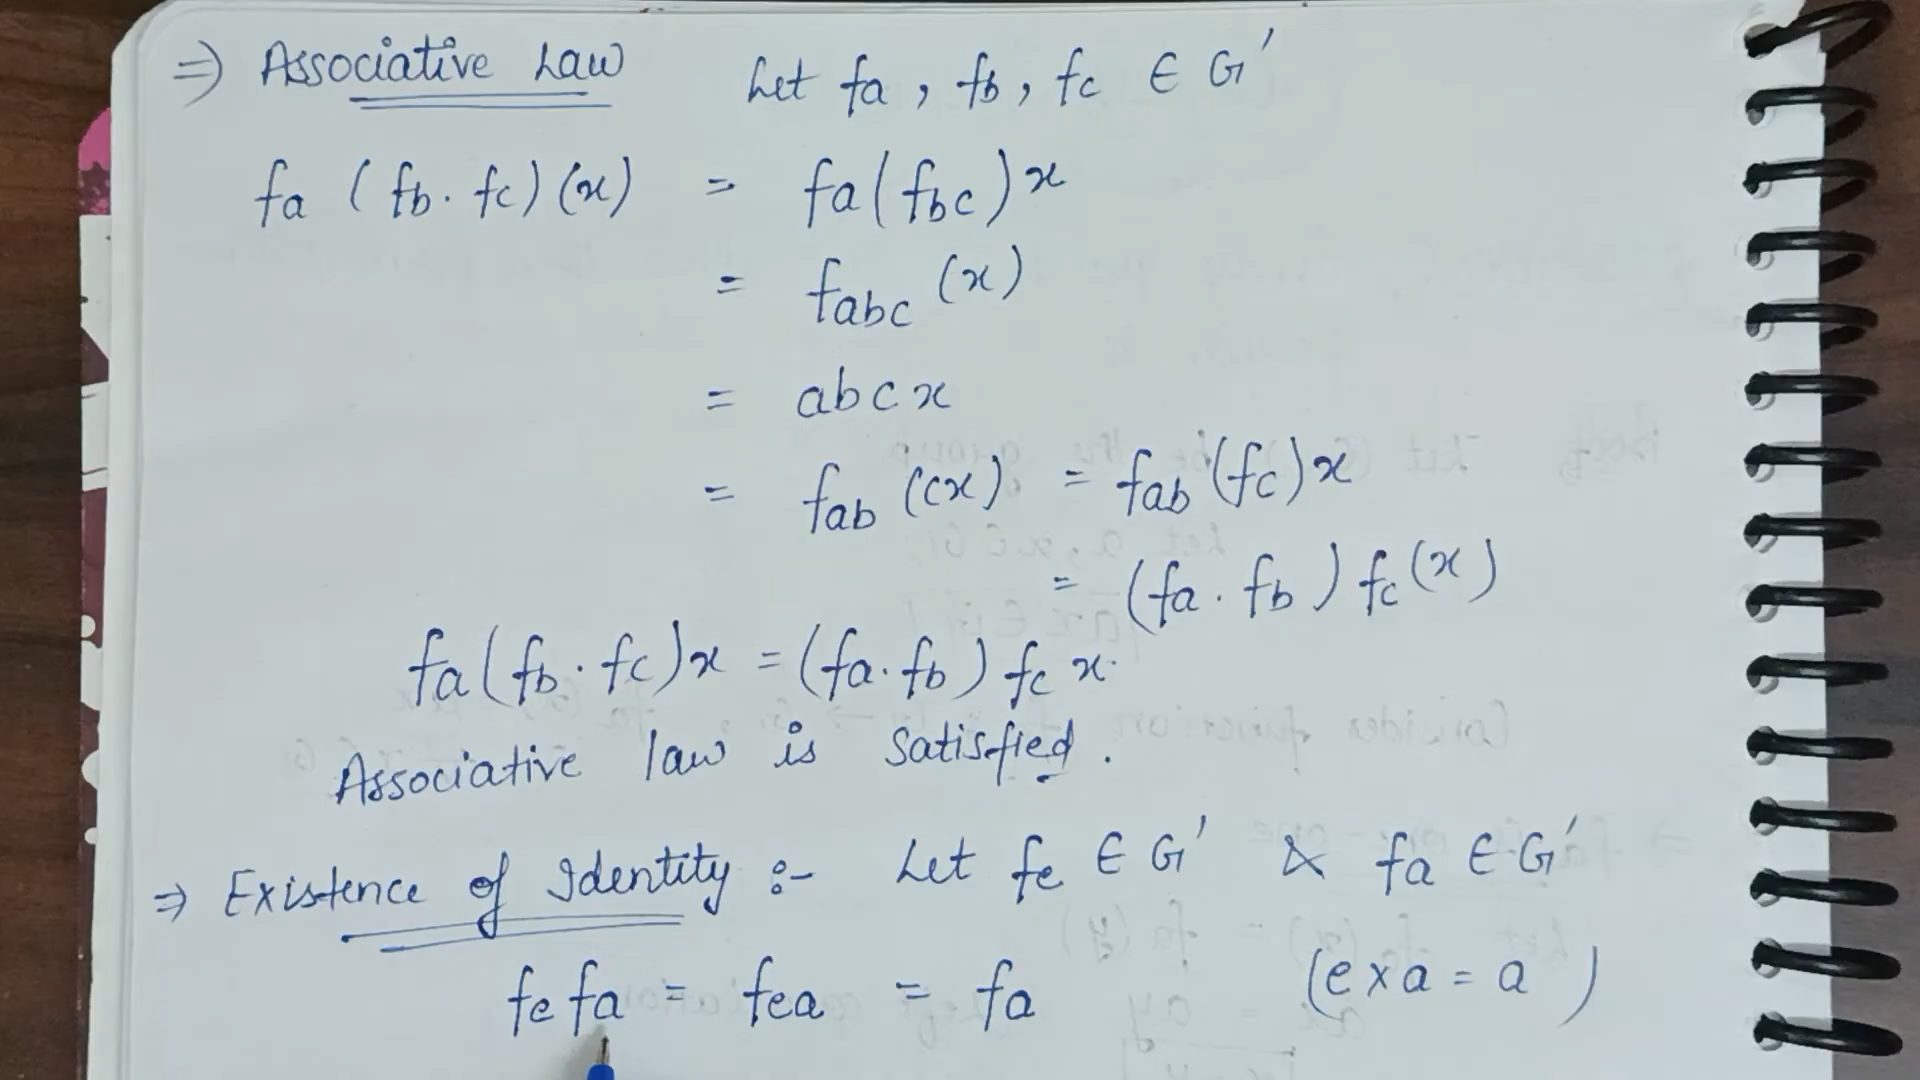 ⇒ Associative Law Let fa, fb, fc ∈ G'
fa (fb · fc) (x) = fa(fbc)x
= fabc (x)
= abcx
= fab (cx) = fab (fc)x
= (fa · fb) fc(x)
fa(fb · fc)x = (fa · fb) fc x.
Associative law is satisfied.
⇒ Existence of Identity :- Let fe ∈ G' & fa ∈ G'
fe fa = fea = fa (e x a = a)